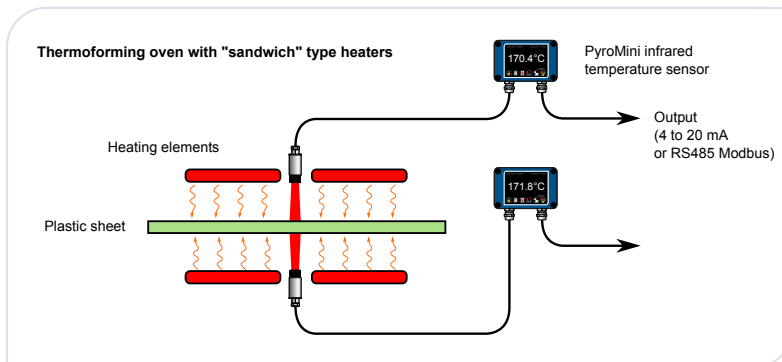 Thermoforming oven with "sandwich" type heaters
170.4°C
PyroMini infrared
temperature sensor
Output
(4 to 20 mA
or RS485 Modbus)
Heating elements
171.8°C
Plastic sheet